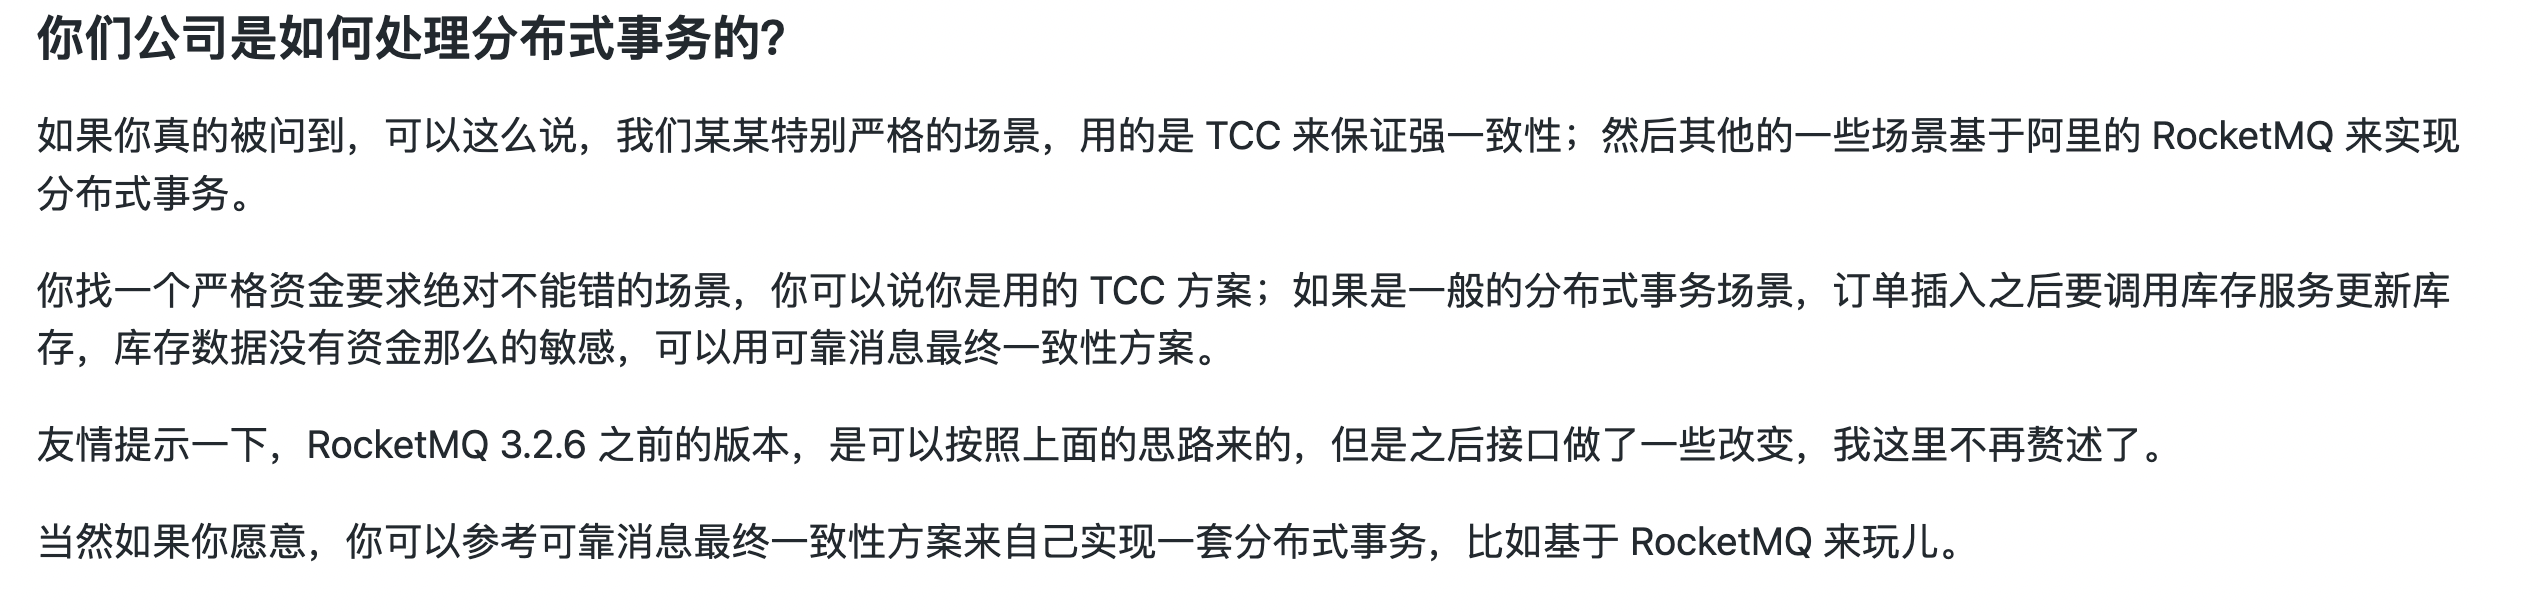 你们公司是如何处理分布式事务的?
如果你真的被问到，可以这么说，我们某某特别严格的场景，用的是 TCC 来保证强一致性；然后其他的一些场景基于阿里的 RocketMQ 来实现
分布式事务。
你找一个严格资金要求绝对不能错的场景，你可以说你是用的 TCC 方案；如果是一般的分布式事务场景，订单插入之后要调用库存服务更新库
存，库存数据没有资金那么的敏感，可以用可靠消息最终一致性方案。
友情提示一下，RocketMQ 3.2.6 之前的版本，是可以按照上面的思路来的，但是之后接口做了一些改变，我这里不再赘述了。
当然如果你愿意，你可以参考可靠消息最终一致性方案来自己实现一套分布式事务，比如基于 RocketMQ 来玩儿。